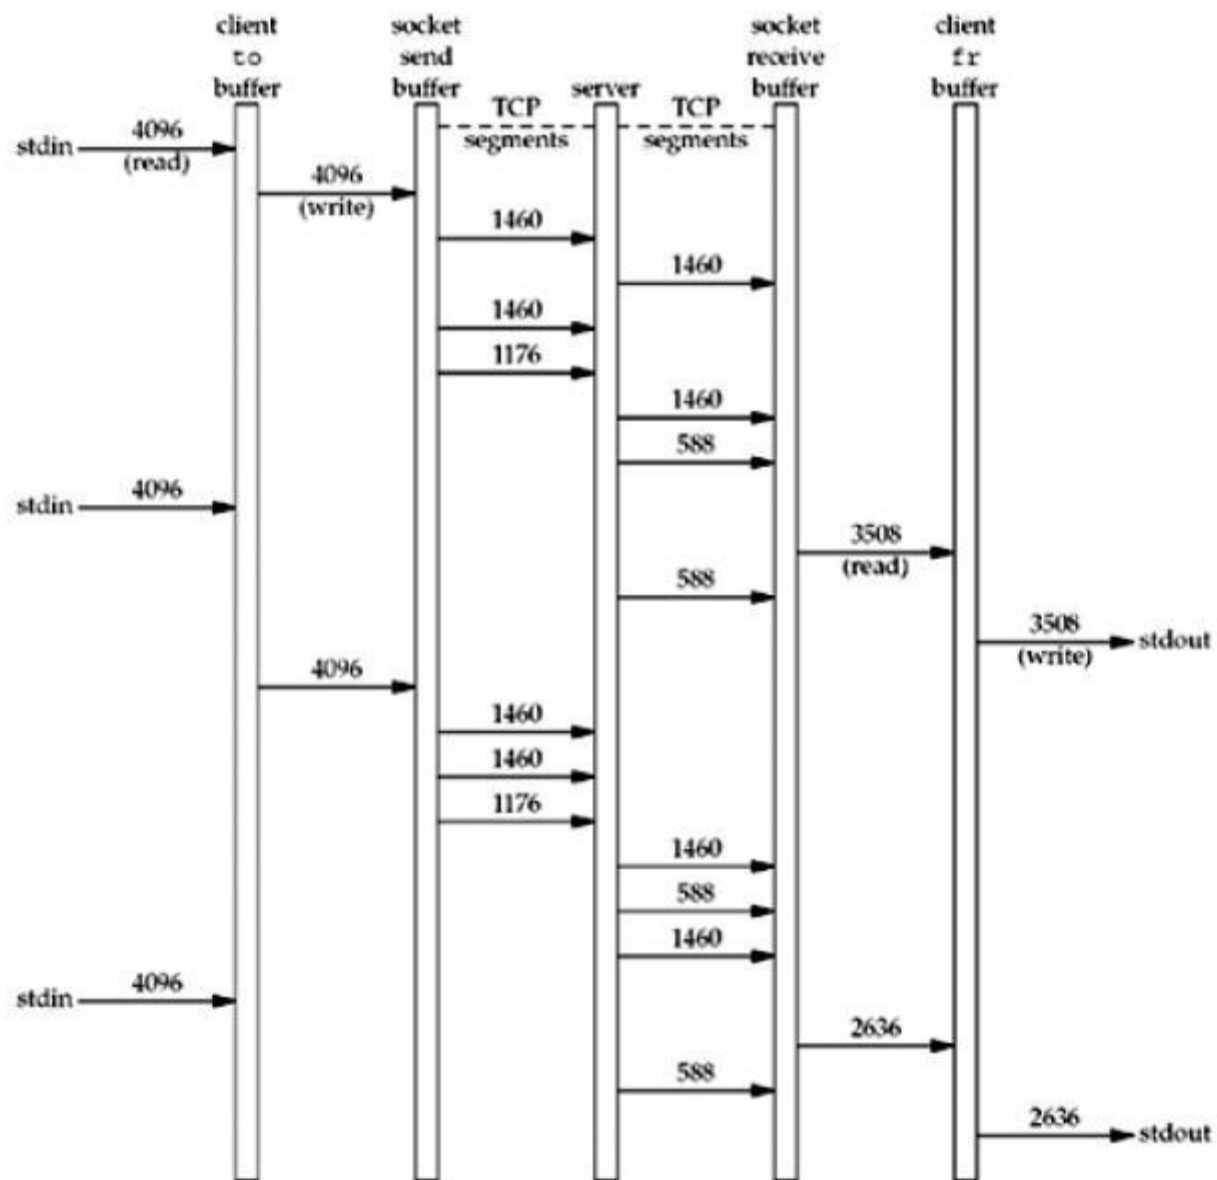 client
to
buffer
socket
send
buffer
server
socket
receive
buffer
client
fr
buffer
TCP
segments
TCP
segments
stdin
4096
(read)
4096
(write)
1460
1460
1460
1176
1460
588
stdin
4096
3508
(read)
588
3508
(write)
stdout
4096
1460
1460
1176
1460
588
1460
stdin
4096
2636
588
2636
stdout